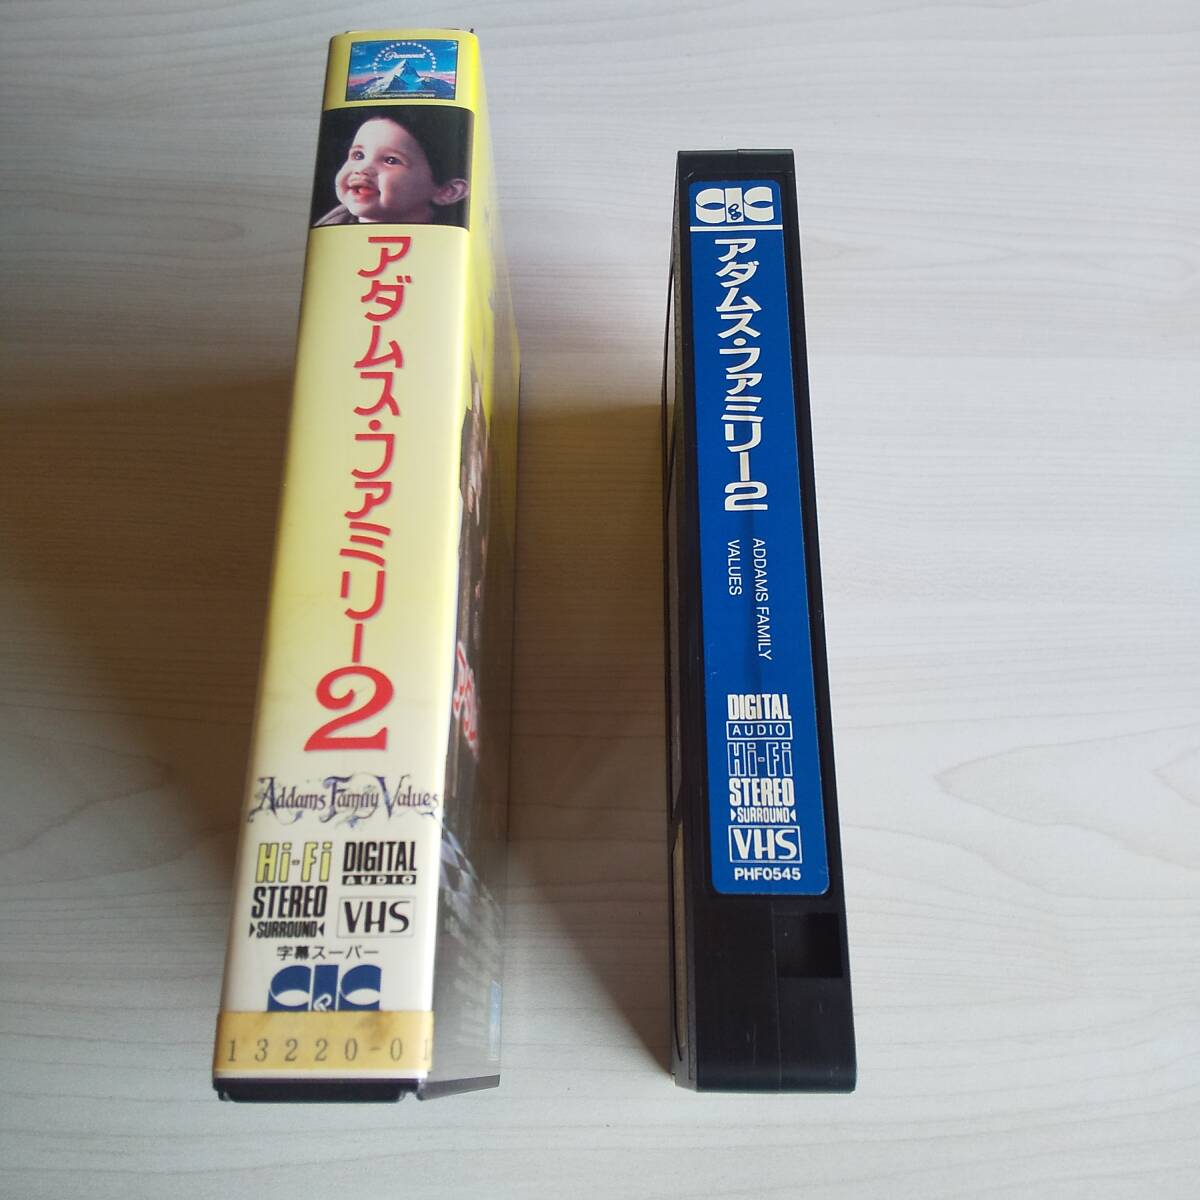 Paramount
アダムス・ファミリー2
Addams Family Values
Hi-Fi
STEREO
SURROUND
DIGITAL
AUDIO
VHS
字幕スーパー
CIC
13220-01
CIC
アダムス・ファミリー2
ADDAMS FAMILY
VALUES
DIGITAL
AUDIO
Hi-Fi
STEREO
SURROUND
VHS
PHF0545